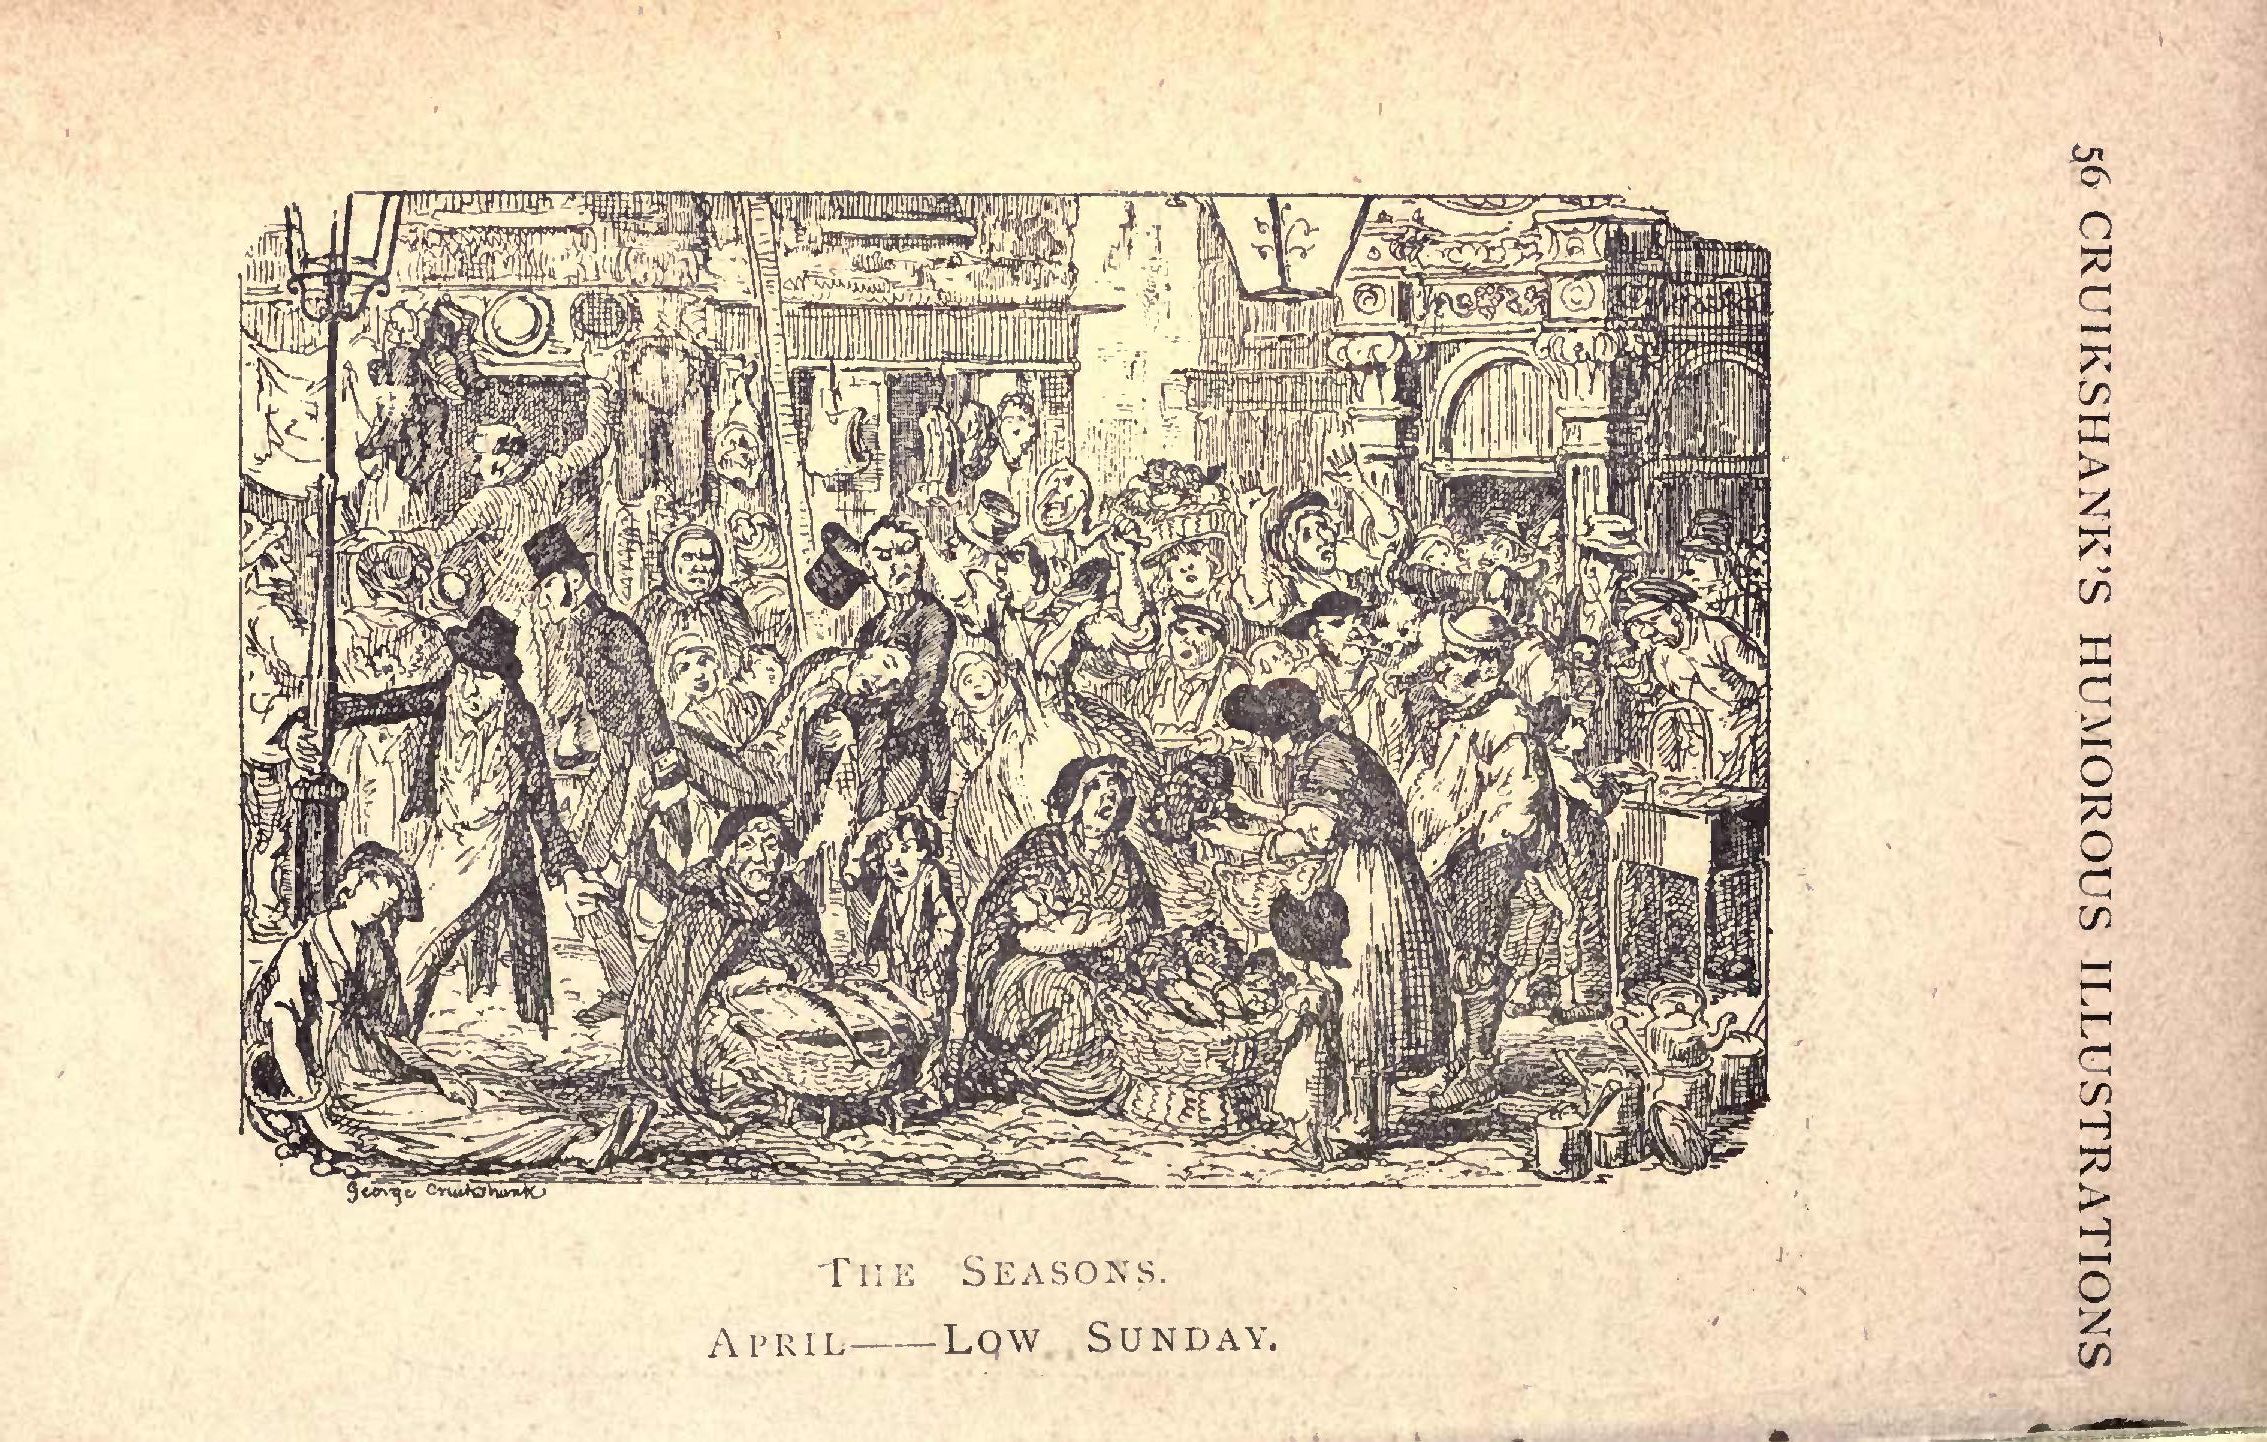 56 CRUIKSHANK'S HUMOROUS ILLUSTRATIONS
George Cruikshank
THE SEASONS.
APRIL——LOW SUNDAY.